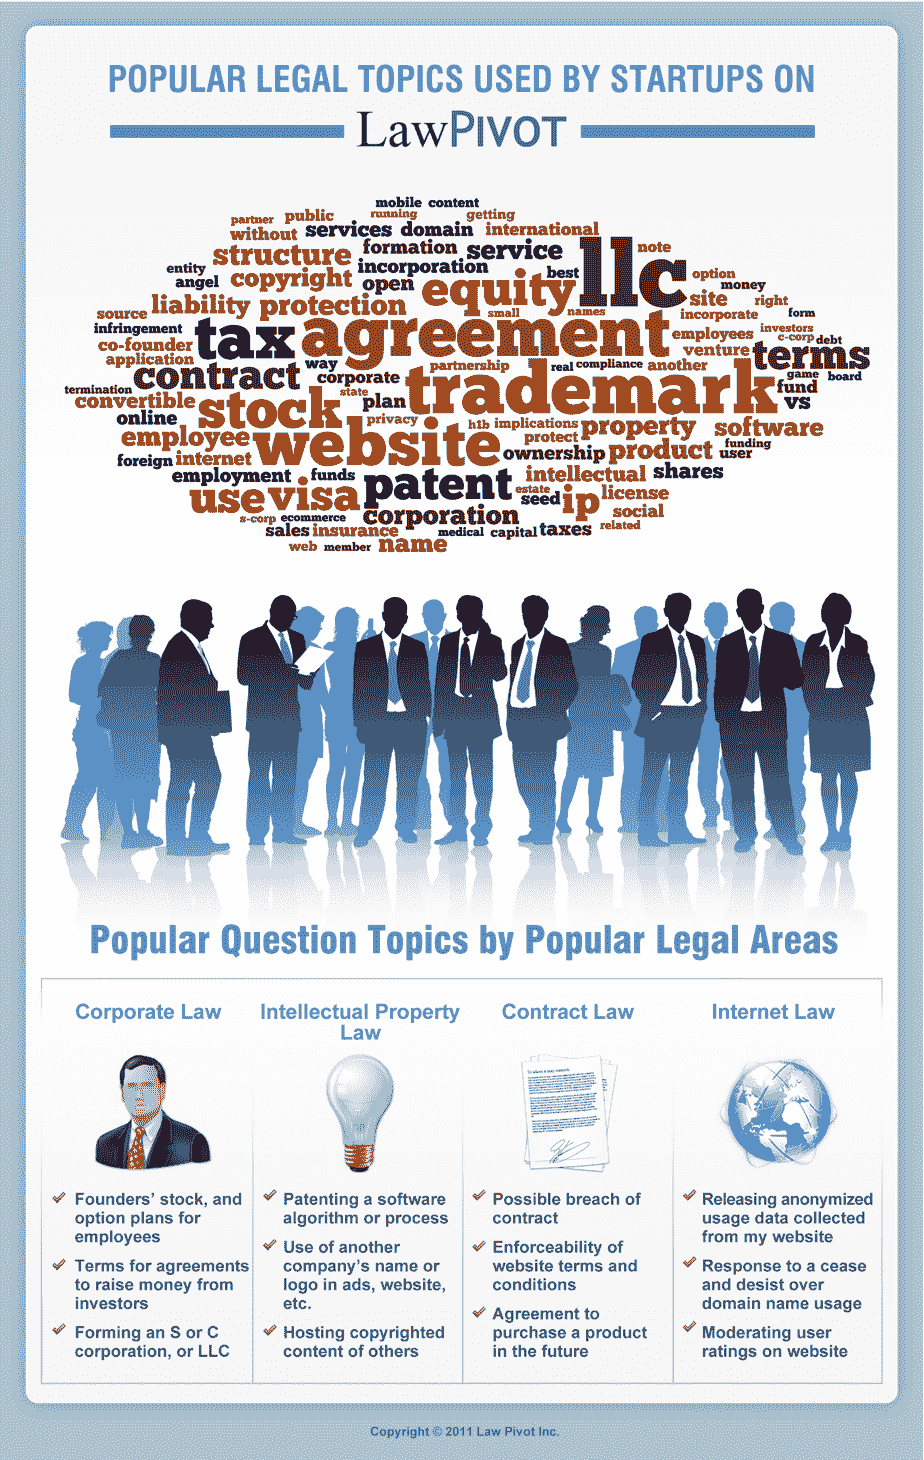 POPULAR LEGAL TOPICS USED BY STARTUPS ON
LawPIVOT
mobile content
partner public running getting
without services domain international
structure formation service llc note
entity incorporation best option
angel copyright open equity money
source liability protection small names site right
infringement tax agreement incorporate form
co-founder employees investors
application way partnership venture c-corp debt
contract corporate real compliance another terms
termination state trademark game board
convertible stock plan fund
online privacy h1b implications property vs
employee website protect software
foreign internet ownership product funding
user
employment funds patent intellectual shares
use visa estate seed ip license
s-corp ecommerce corporation social
sales insurance medical capital taxes related
web member name
Popular Question Topics by Popular Legal Areas
Corporate Law
Founders' stock, and
option plans for
employees
Terms for agreements
to raise money from
investors
Forming an S or C
corporation, or LLC
Intellectual Property
Law
Patenting a software
algorithm or process
Use of another
company's name or
logo in ads, website,
etc.
Hosting copyrighted
content of others
Contract Law
Possible breach of
contract
Enforceability of
website terms and
conditions
Agreement to
purchase a product
in the future
Internet Law
Releasing anonymized
usage data collected
from my website
Response to a cease
and desist over
domain name usage
Moderating user
ratings on website
Copyright © 2011 Law Pivot Inc.